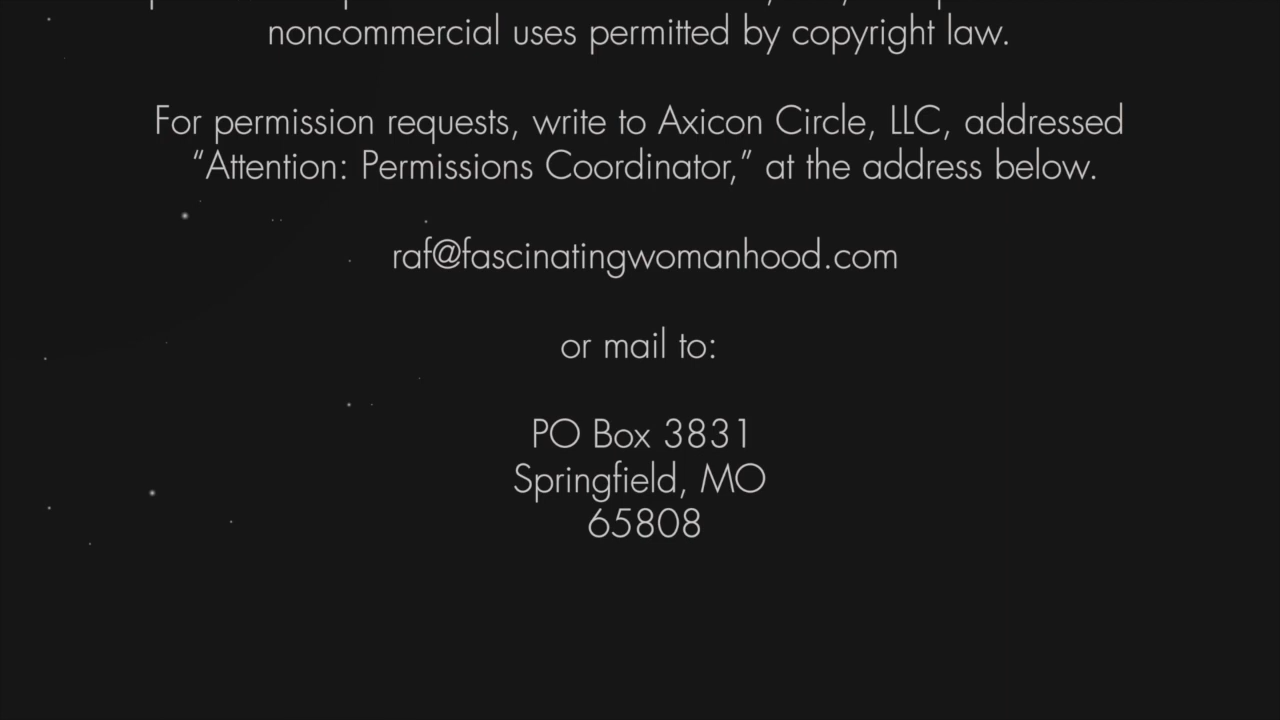 noncommercial uses permitted by copyright law.
For permission requests, write to Axicon Circle, LLC, addressed
“Attention: Permissions Coordinator,” at the address below.
raf@fascinatingwomanhood.com
or mail to:
PO Box 3831
Springfield, MO
65808